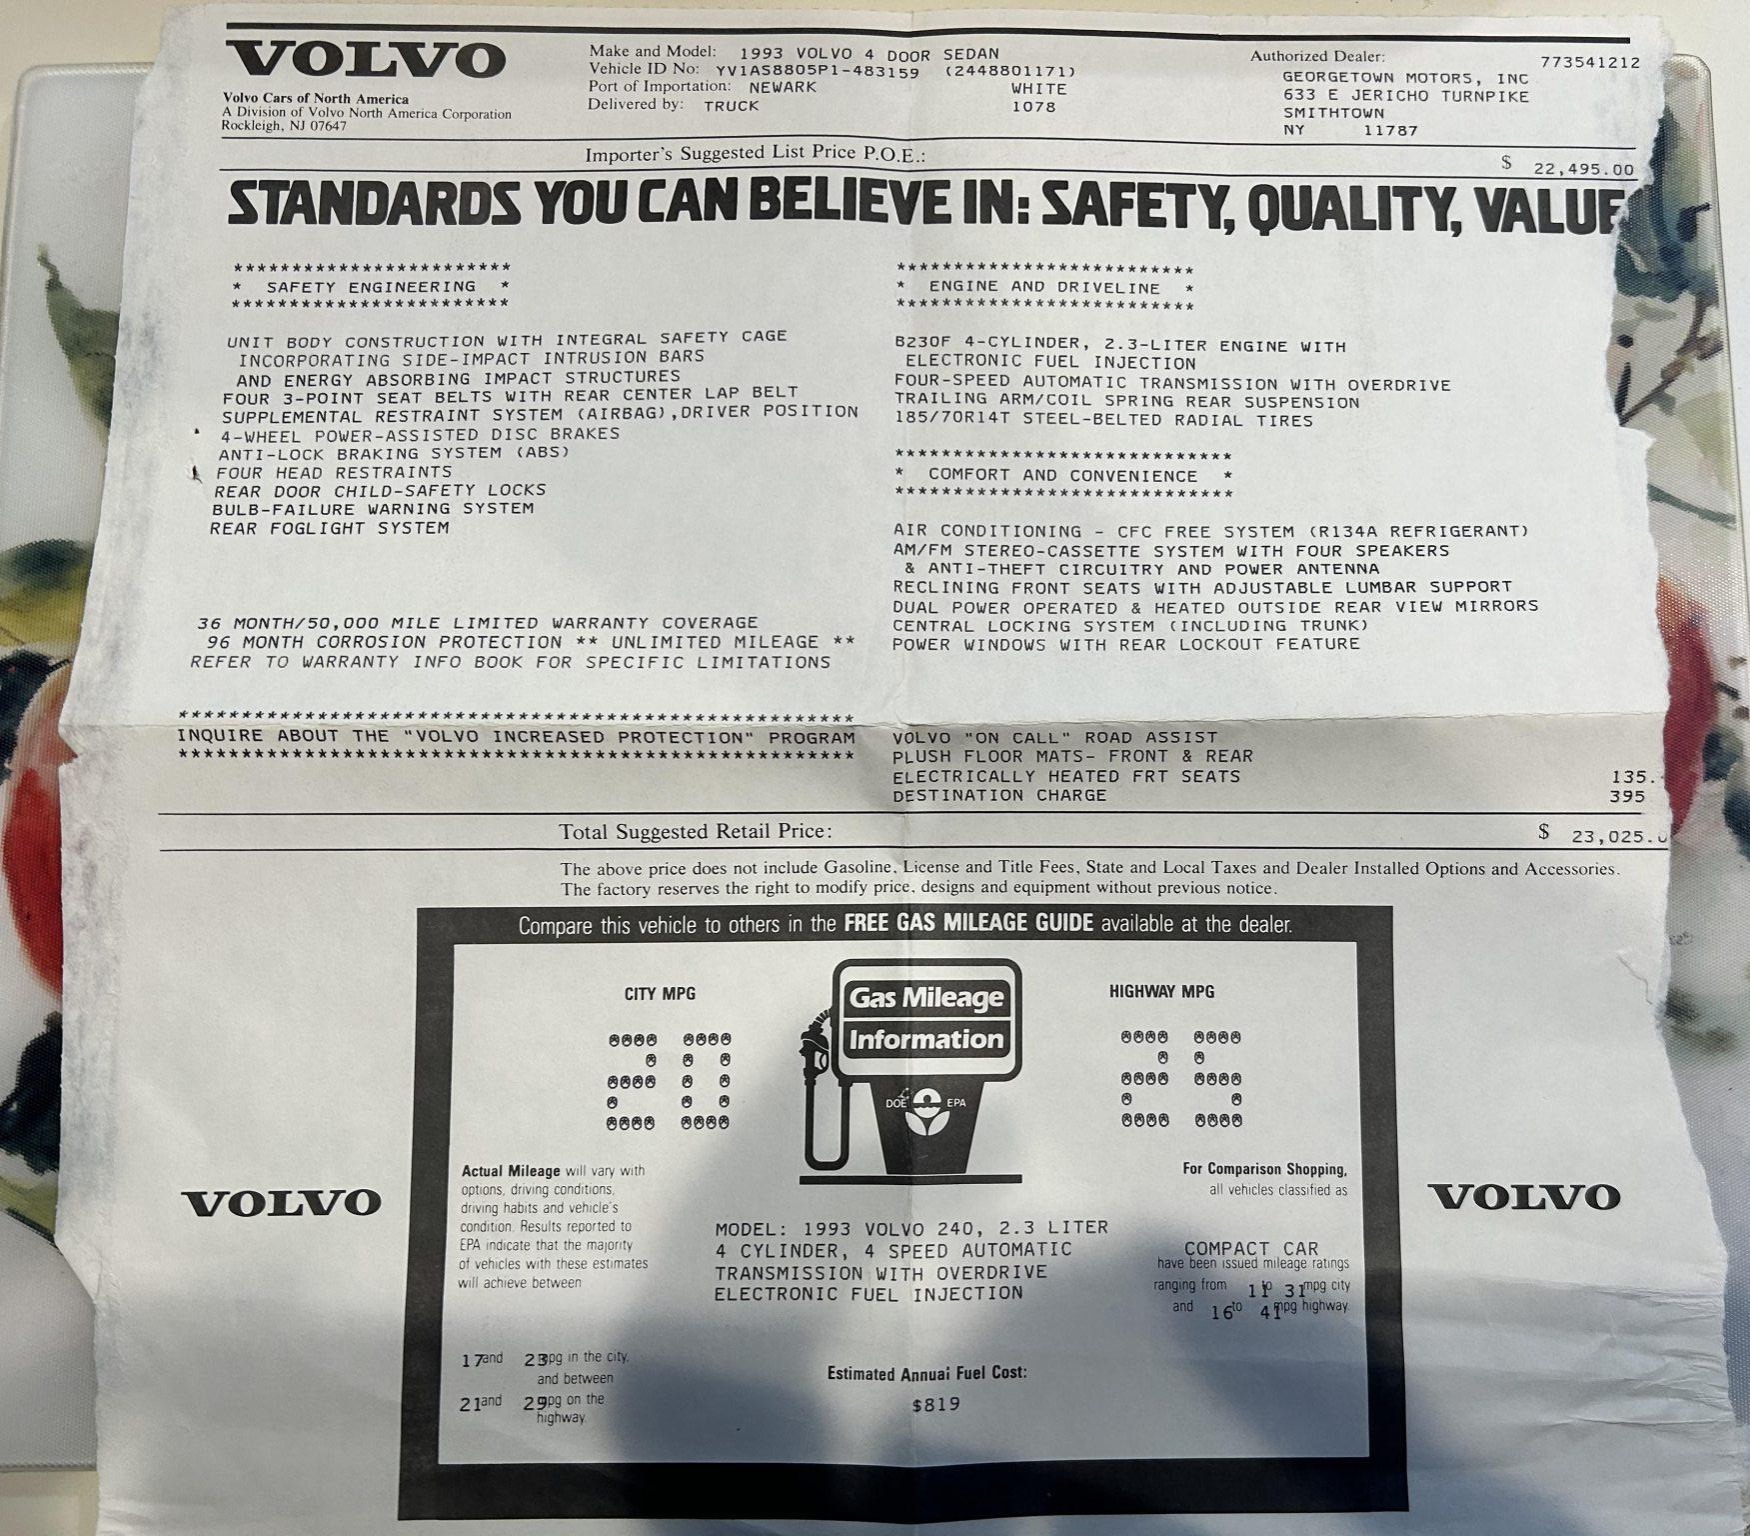 VOLVO
Volvo Cars of North America
A Division of Volvo North America Corporation
Rockleigh, NJ 07647
Make and Model: 1993 VOLVO 4 DOOR SEDAN
Vehicle ID No: YV1AS8805P1-483159 (2448801171)
Port of Importation: NEWARK WHITE
Delivered by: TRUCK 1078
Authorized Dealer: 773541212
GEORGETOWN MOTORS, INC
633 E JERICHO TURNPIKE
SMITHTOWN
NY 11787
Importer's Suggested List Price P.O.E.: $ 22,495.00
STANDARDS YOU CAN BELIEVE IN: SAFETY, QUALITY, VALUE
************************
* SAFETY ENGINEERING *
************************
UNIT BODY CONSTRUCTION WITH INTEGRAL SAFETY CAGE
INCORPORATING SIDE-IMPACT INTRUSION BARS
AND ENERGY ABSORBING IMPACT STRUCTURES
FOUR 3-POINT SEAT BELTS WITH REAR CENTER LAP BELT
SUPPLEMENTAL RESTRAINT SYSTEM (AIRBAG),DRIVER POSITION
4-WHEEL POWER-ASSISTED DISC BRAKES
ANTI-LOCK BRAKING SYSTEM (ABS)
FOUR HEAD RESTRAINTS
REAR DOOR CHILD-SAFETY LOCKS
BULB-FAILURE WARNING SYSTEM
REAR FOGLIGHT SYSTEM
36 MONTH/50,000 MILE LIMITED WARRANTY COVERAGE
96 MONTH CORROSION PROTECTION ** UNLIMITED MILEAGE **
REFER TO WARRANTY INFO BOOK FOR SPECIFIC LIMITATIONS
*******************************************************
INQUIRE ABOUT THE "VOLVO INCREASED PROTECTION" PROGRAM
*******************************************************
**************************
* ENGINE AND DRIVELINE *
**************************
B230F 4-CYLINDER, 2.3-LITER ENGINE WITH
ELECTRONIC FUEL INJECTION
FOUR-SPEED AUTOMATIC TRANSMISSION WITH OVERDRIVE
TRAILING ARM/COIL SPRING REAR SUSPENSION
185/70R14T STEEL-BELTED RADIAL TIRES
*****************************
* COMFORT AND CONVENIENCE *
*****************************
AIR CONDITIONING - CFC FREE SYSTEM (R134A REFRIGERANT)
AM/FM STEREO-CASSETTE SYSTEM WITH FOUR SPEAKERS
& ANTI-THEFT CIRCUITRY AND POWER ANTENNA
RECLINING FRONT SEATS WITH ADJUSTABLE LUMBAR SUPPORT
DUAL POWER OPERATED & HEATED OUTSIDE REAR VIEW MIRRORS
CENTRAL LOCKING SYSTEM (INCLUDING TRUNK)
POWER WINDOWS WITH REAR LOCKOUT FEATURE
VOLVO "ON CALL" ROAD ASSIST
PLUSH FLOOR MATS- FRONT & REAR
ELECTRICALLY HEATED FRT SEATS 135.
DESTINATION CHARGE 395
Total Suggested Retail Price: $ 23,025.
The above price does not include Gasoline, License and Title Fees, State and Local Taxes and Dealer Installed Options and Accessories.
The factory reserves the right to modify price, designs and equipment without previous notice.
Compare this vehicle to others in the FREE GAS MILEAGE GUIDE available at the dealer.
CITY MPG
20
Gas Mileage
Information
DOE EPA
HIGHWAY MPG
25
Actual Mileage will vary with
options, driving conditions,
driving habits and vehicle's
condition. Results reported to
EPA indicate that the majority
of vehicles with these estimates
will achieve between
17 and 23 mpg in the city,
and between
21 and 29 mpg on the
highway.
MODEL: 1993 VOLVO 240, 2.3 LITER
4 CYLINDER, 4 SPEED AUTOMATIC
TRANSMISSION WITH OVERDRIVE
ELECTRONIC FUEL INJECTION
Estimated Annual Fuel Cost:
$819
For Comparison Shopping,
all vehicles classified as
COMPACT CAR
have been issued mileage ratings
ranging from 11 to 31 mpg city
and 16 to 41 mpg highway.
VOLVO
VOLVO